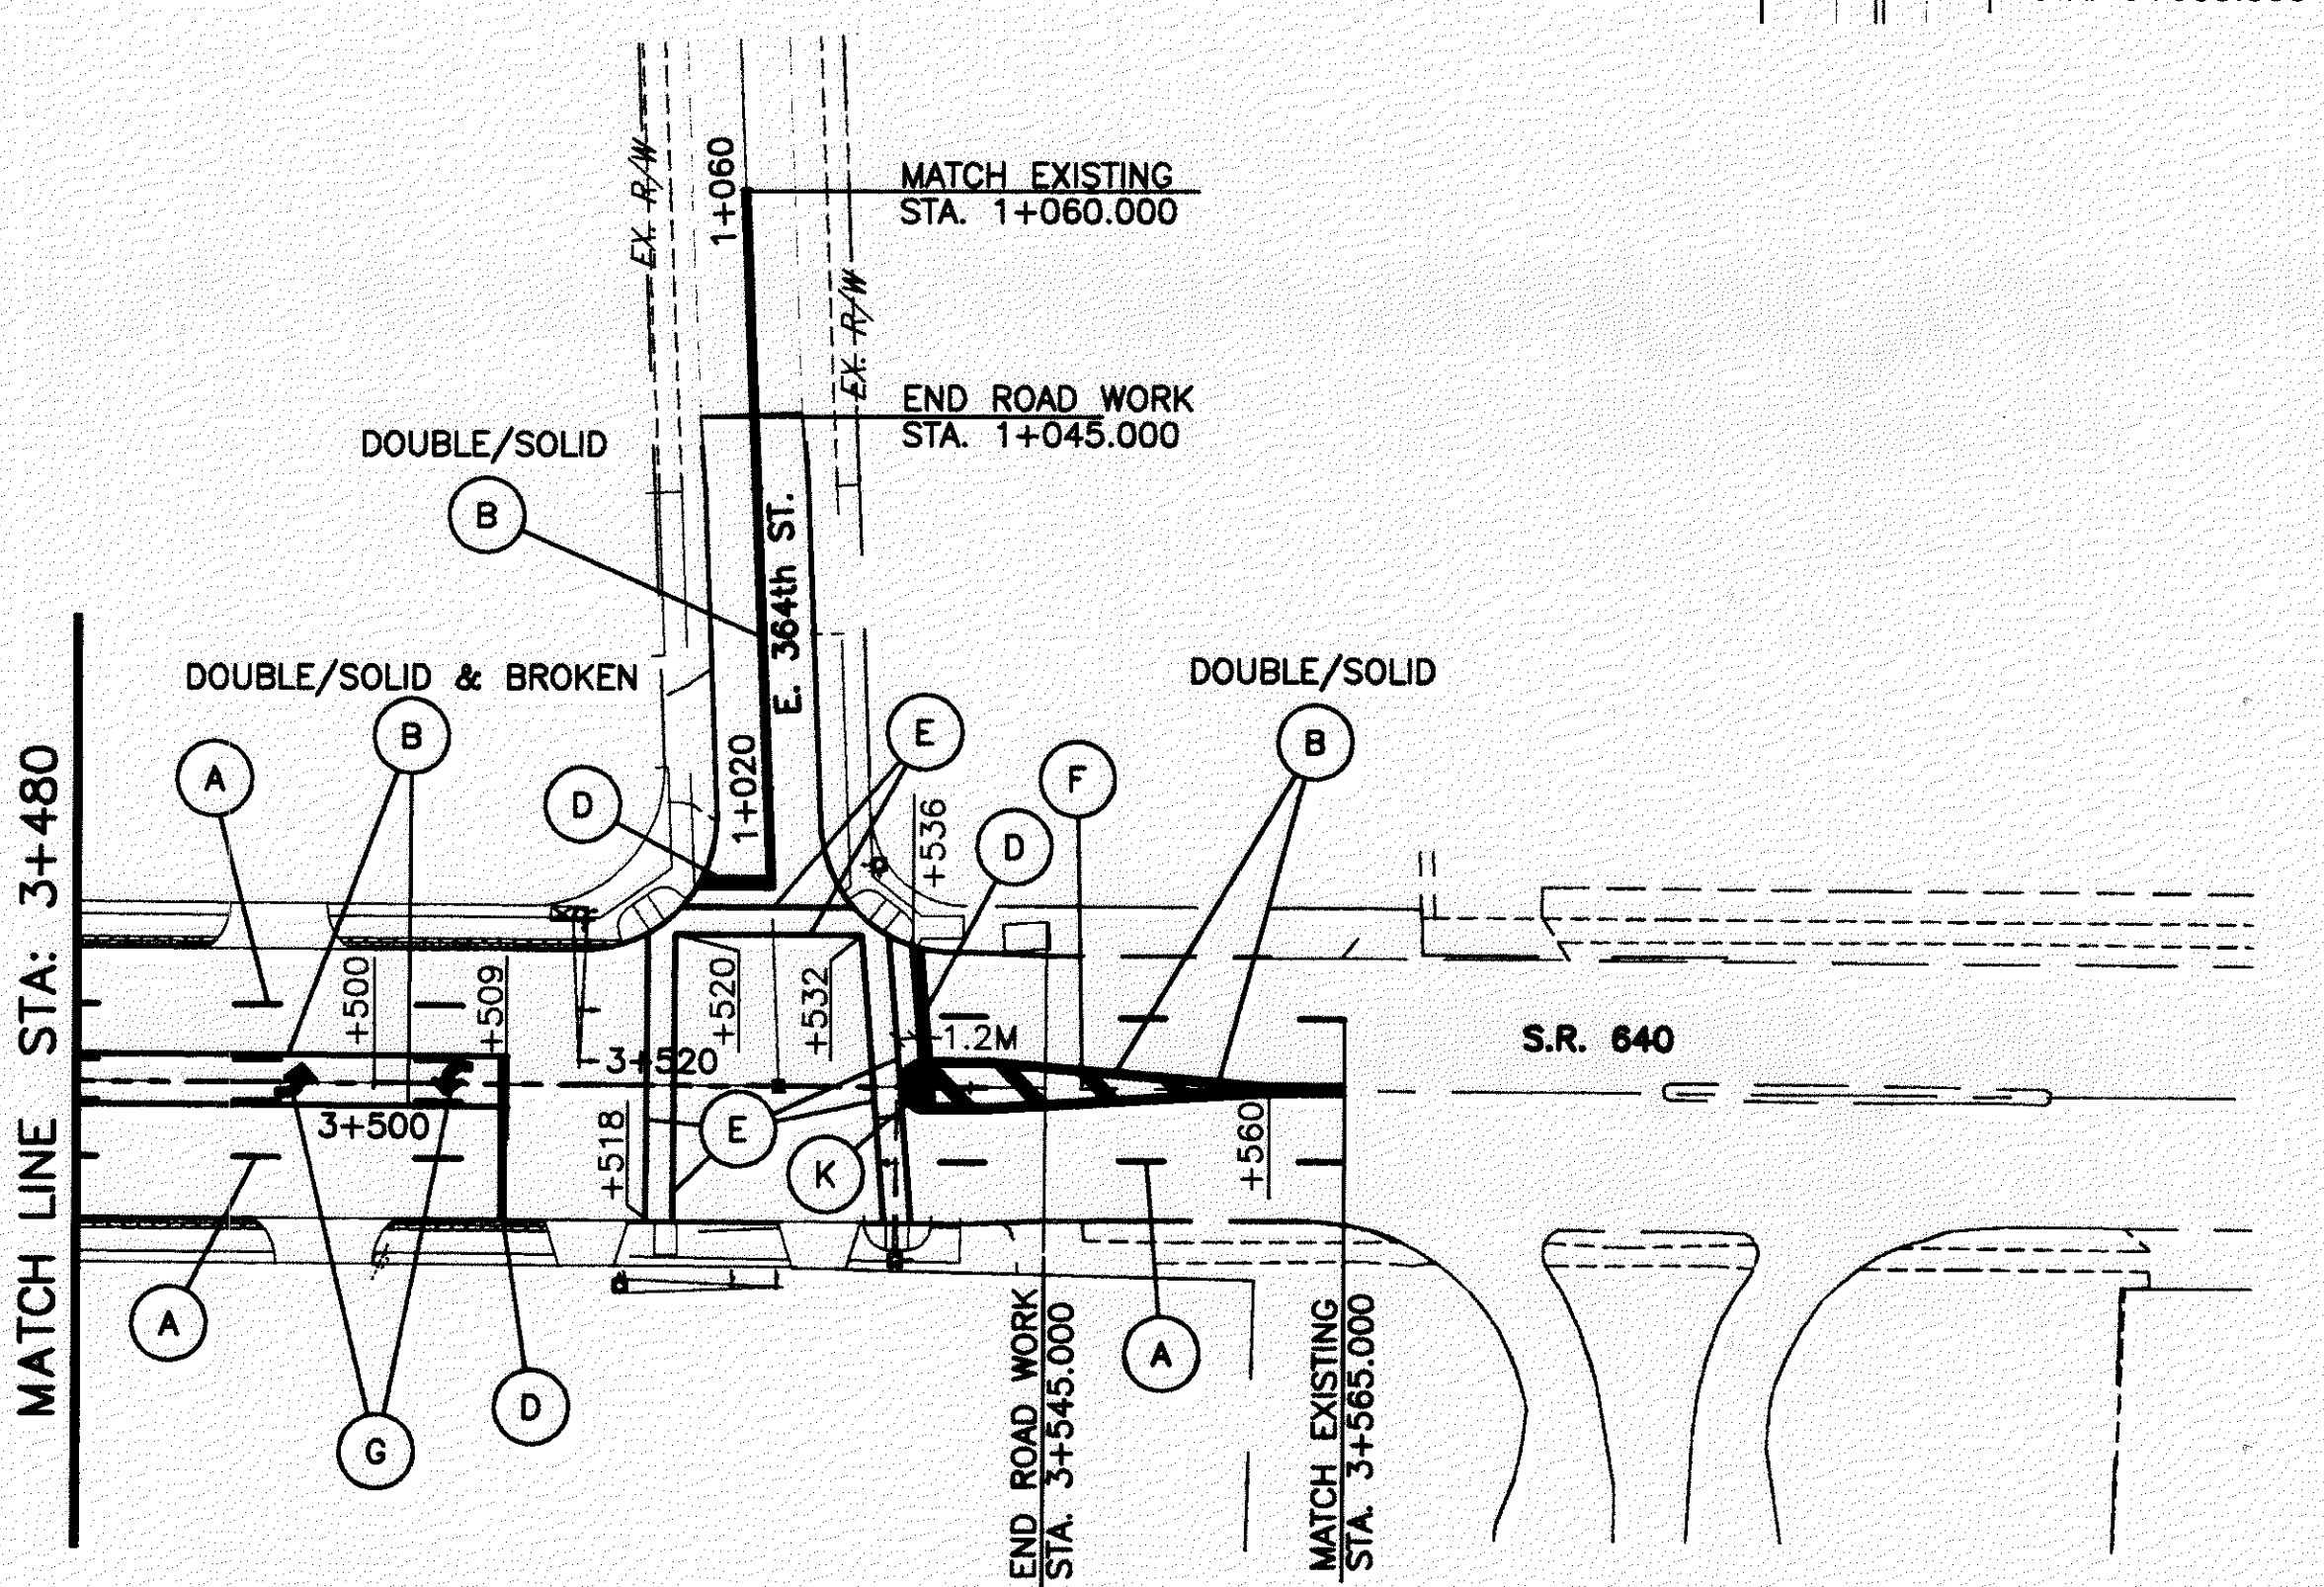 1+060
EX. R/W
MATCH EXISTING
STA. 1+060.000
EX. R/W
END ROAD WORK
STA. 1+045.000
DOUBLE/SOLID
B
E. 364th ST.
DOUBLE/SOLID & BROKEN
DOUBLE/SOLID
B
E
B
A
F
D
1+020
D
+536
MATCH LINE STA: 3+480
+500
+509
+520
+532
1.2M
S.R. 640
3+520
3+500
+518
E
K
+560
A
A
G
D
END ROAD WORK
STA. 3+545.000
MATCH EXISTING
STA. 3+565.000